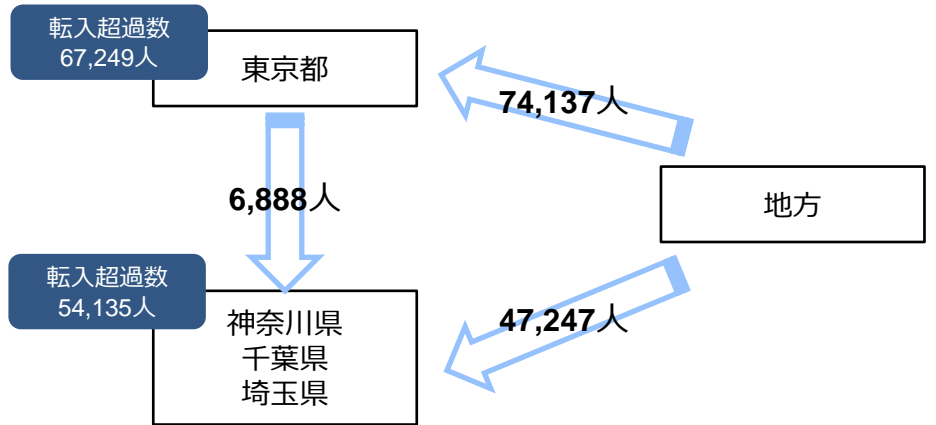 転入超過数
67,249人
東京都
74,137人
6,888人
地方
転入超過数
54,135人
神奈川県
千葉県
埼玉県
47,247人